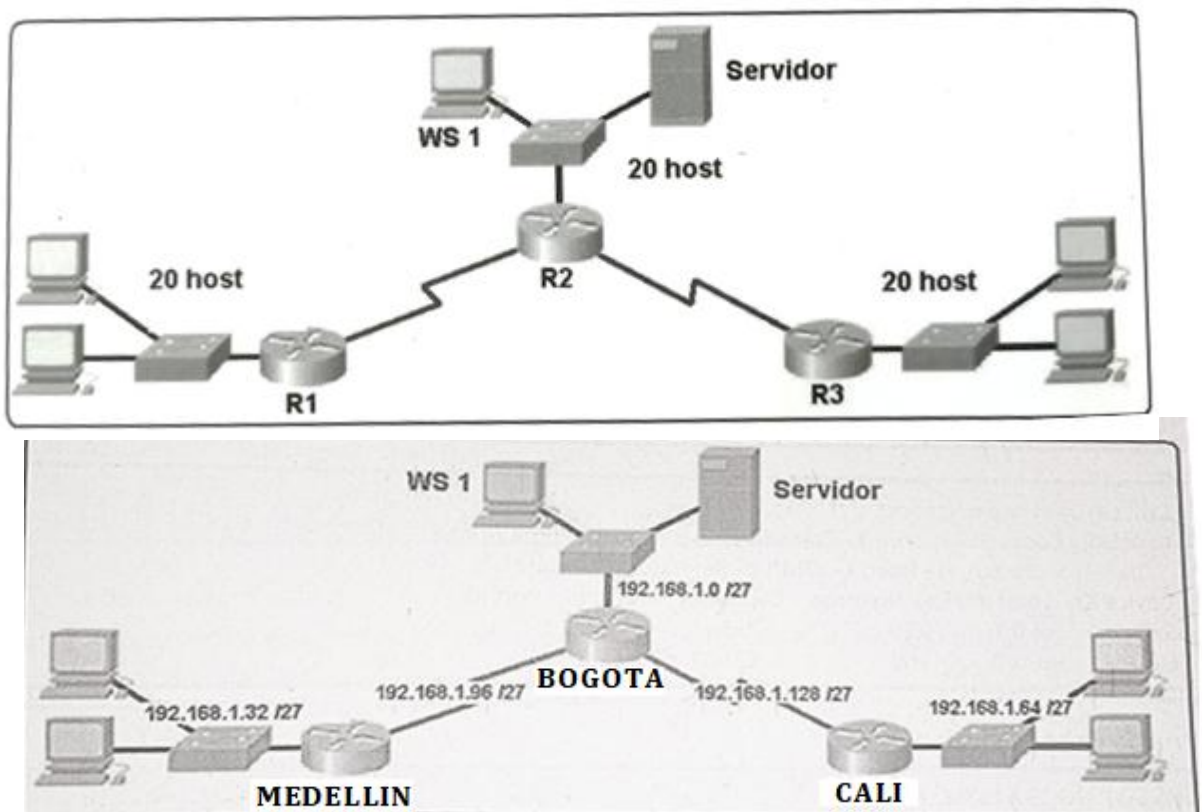 Servidor
WS 1
20 host
R2
20 host
20 host
R1
R3
WS 1
Servidor
192.168.1.0 /27
BOGOTA
192.168.1.96 /27
192.168.1.128 /27
192.168.1.32 /27
192.168.1.64 /27
MEDELLIN
CALI